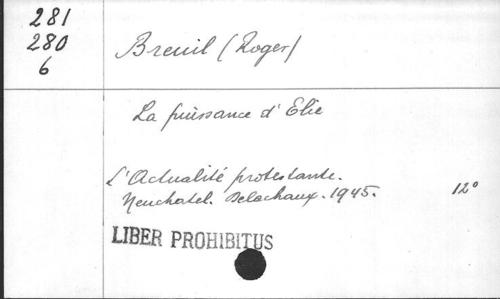 281
280
6
Breuil (Roger)
La puissance d'Elie
L'Actualité protestante.
Neuchatel. Delachaux. 1945. 12°
LIBER PROHIBITUS